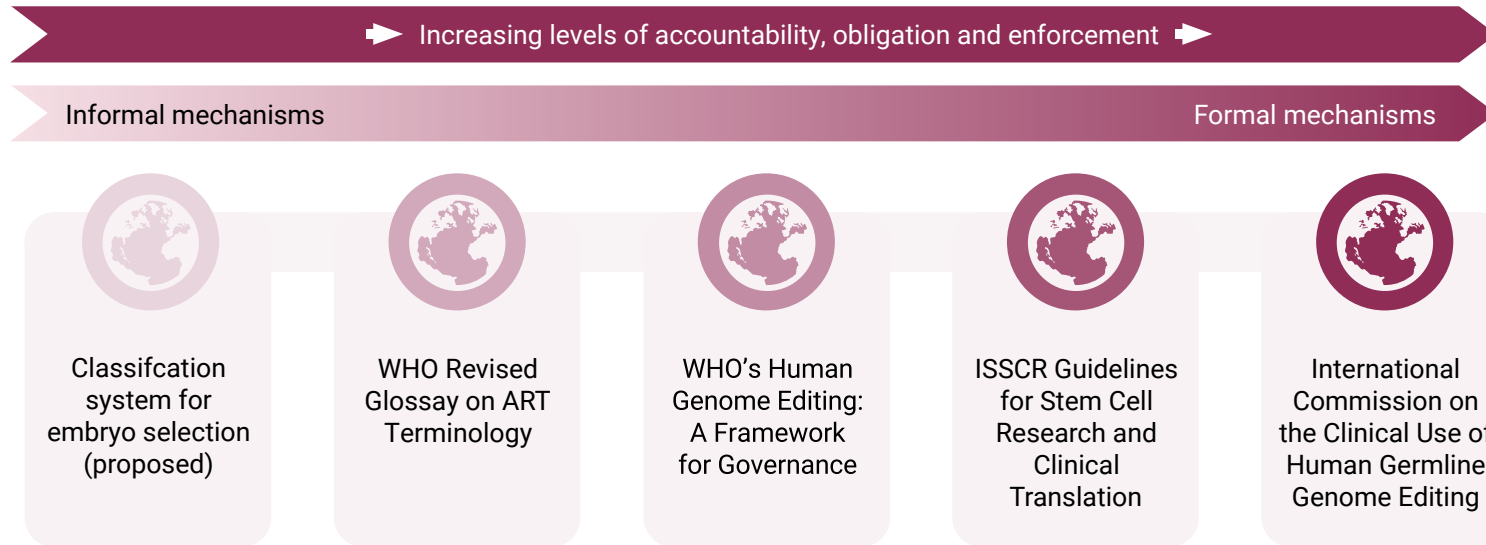 Increasing levels of accountability, obligation and enforcement
Informal mechanisms
Formal mechanisms
Classifcation
system for
embryo selection
(proposed)
WHO Revised
Glossay on ART
Terminology
WHO’s Human
Genome Editing:
A Framework
for Governance
ISSCR Guidelines
for Stem Cell
Research and
Clinical
Translation
International
Commission on
the Clinical Use of
Human Germline
Genome Editing